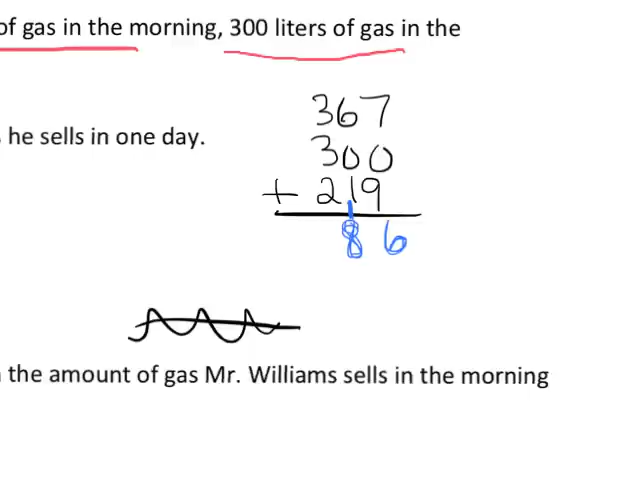 of gas in the morning, 300 liters of gas in the
367
he sells in one day.
300
+ 219
1
86
the amount of gas Mr. Williams sells in the morning